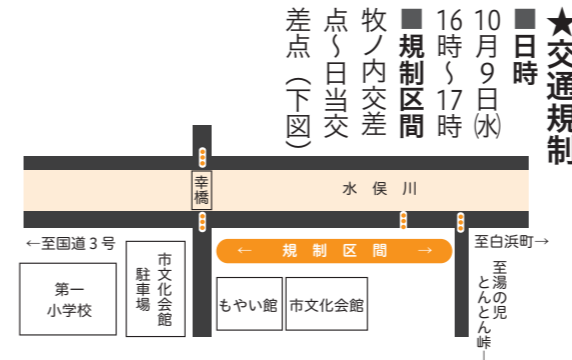 ★交通規制
■日時
10月9日㈬
16時～17時
■規制区間
牧ノ内交差
点～日当交
差点（下図）
幸橋
水俣川
←至国道3号
← 規制区間 →
至白浜町→
第一
小学校
市文化会館
駐車場
もやい館
市文化会館
至湯の児
とんとん峠